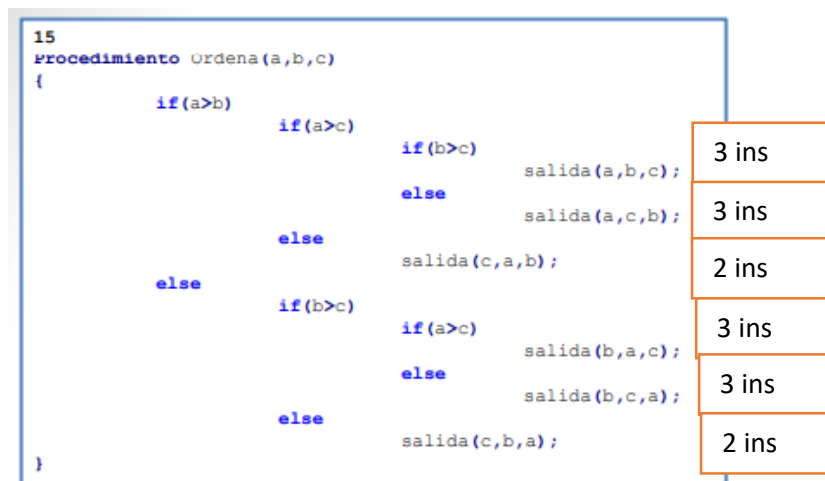 15
Procedimiento Ordena(a,b,c)
{
if(a>b)
if(a>c)
if(b>c)
3 ins
salida(a,b,c);
else
3 ins
salida(a,c,b);
else
salida(c,a,b);
2 ins
else
if(b>c)
if(a>c)
3 ins
salida(b,a,c);
else
3 ins
salida(b,c,a);
else
salida(c,b,a);
2 ins
}